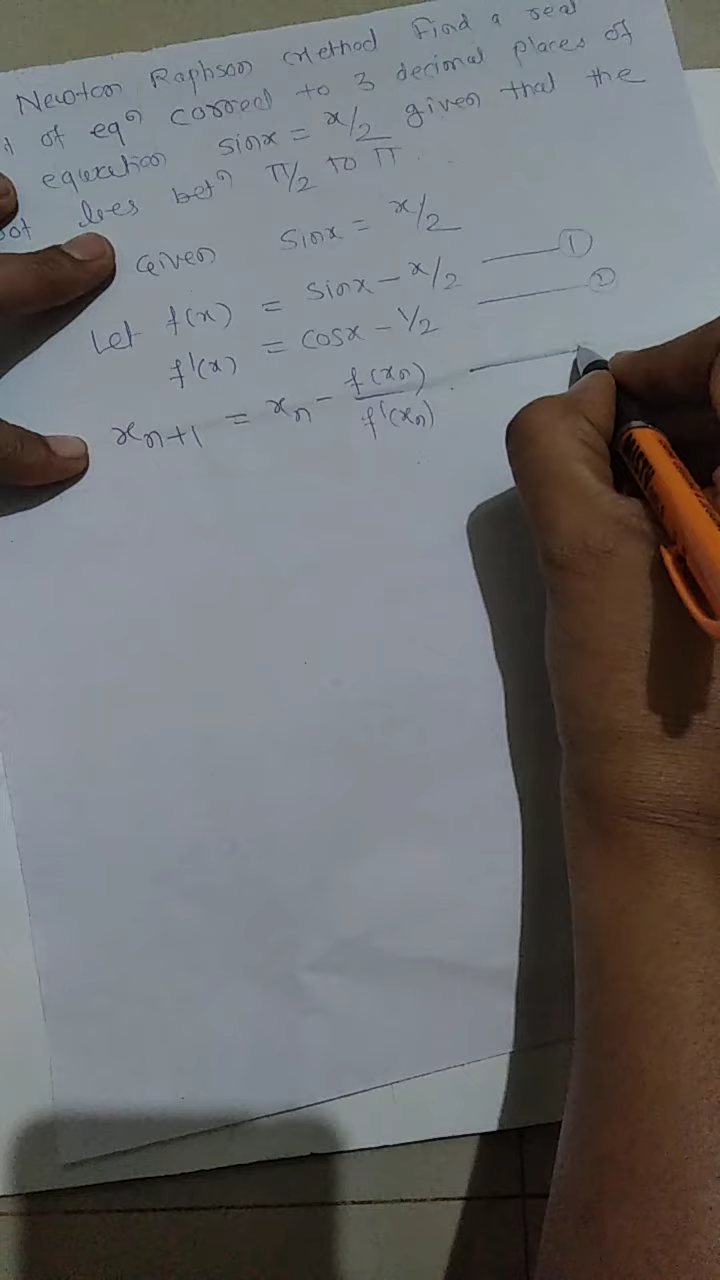 Newton Raphson Method Find a real
of eqn correct to 3 decimal places of
equation sinx = x/2 given that the
lies betn π/2 to π.
Given sinx = x/2
Let f(x) = sinx - x/2 ①
f'(x) = cosx - 1/2 ②
xn+1 = xn - f(xn)/f'(xn).